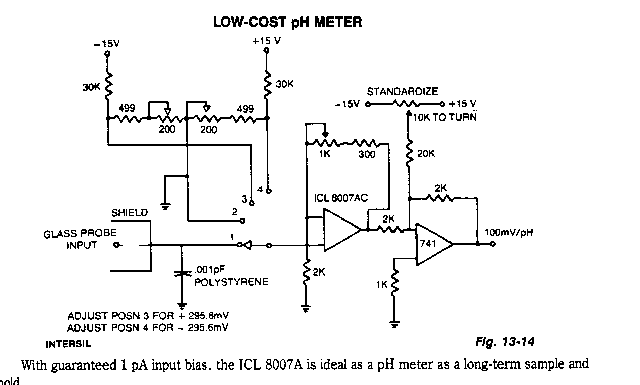 LOW-COST pH METER
-15V
+15 V
30K
30K
499
200
200
499
STANDARDIZE
-15V
+15 V
10K TO TURN
1K
300
20K
4
3
2
1
ICL 8007AC
2K
2K
741
100mV/pH
SHIELD
GLASS PROBE
INPUT
.001pF
POLYSTYRENE
2K
1K
ADJUST POSN 3 FOR + 295.6mV
ADJUST POSN 4 FOR - 295.6mV
INTERSIL
Fig. 13-14
With guaranteed 1 pA input bias, the ICL 8007A is ideal as a pH meter as a long-term sample and
hold